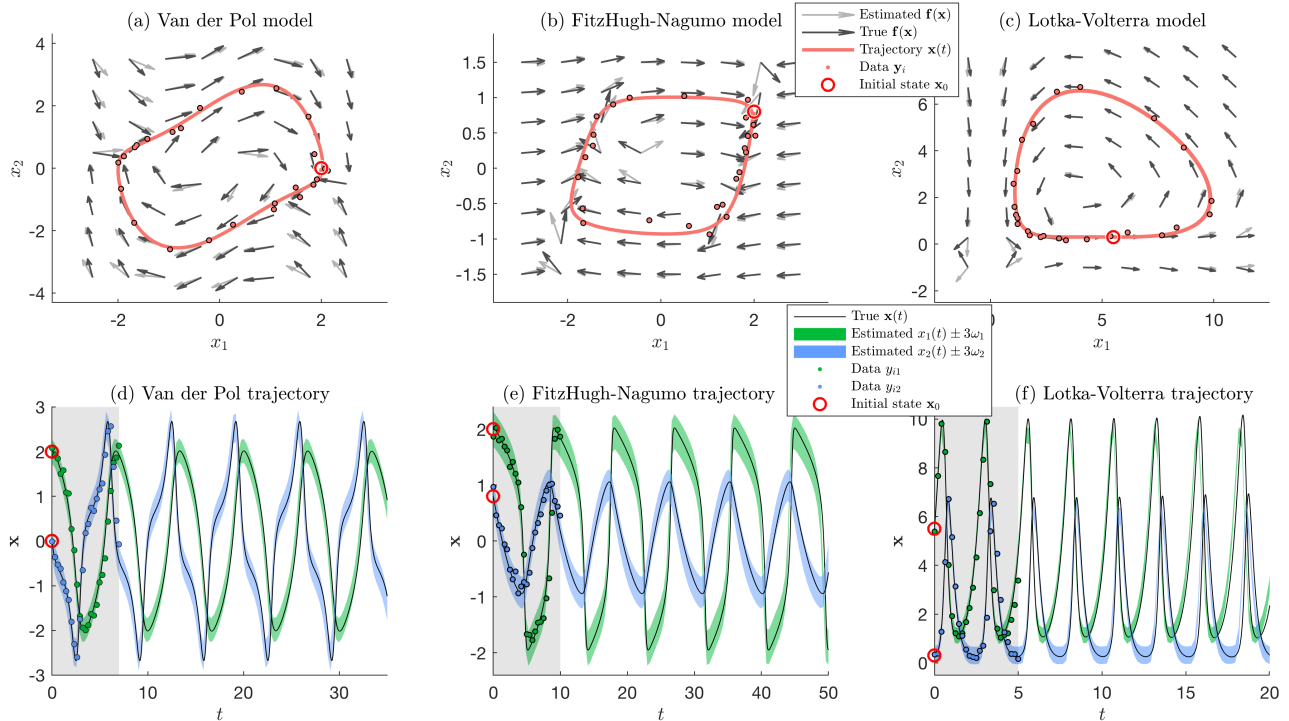 (a) Van der Pol model
(b) FitzHugh-Nagumo model
(c) Lotka-Volterra model
Estimated f(x)
True f(x)
Trajectory x(t)
Data yᵢ
Initial state x₀
4
2
0
-2
-4
x₂
-2
0
2
x₁
1.5
1
0.5
0
-0.5
-1
-1.5
x₂
-2
0
2
x₁
6
4
2
0
-2
x₂
0
5
10
x₁
True x(t)
Estimated x₁(t) ± 3ω₁
Estimated x₂(t) ± 3ω₂
Data yᵢ₁
Data yᵢ₂
Initial state x₀
(d) Van der Pol trajectory
(e) FitzHugh-Nagumo trajectory
(f) Lotka-Volterra trajectory
3
2
1
0
-1
-2
-3
x
0
10
20
30
t
2
1
0
-1
-2
x
0
10
20
30
40
50
t
10
8
6
4
2
0
x
0
5
10
15
20
t